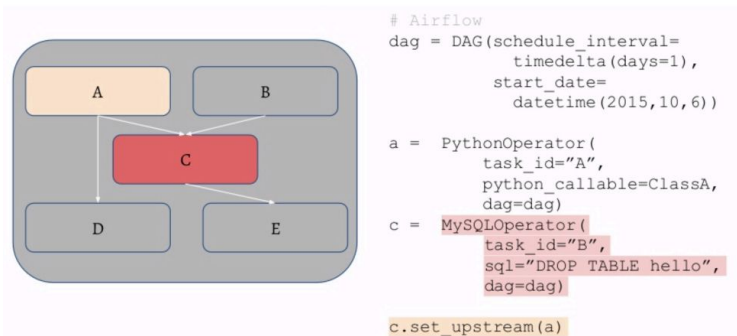 A
B
C
D
E
# Airflow
dag = DAG(schedule_interval=
timedelta(days=1),
start_date=
datetime(2015,10,6))
a = PythonOperator(
task_id=”A”,
python_callable=ClassA,
dag=dag)
c = MySQLOperator(
task_id=”B”,
sql=”DROP TABLE hello”,
dag=dag)
c.set_upstream(a)